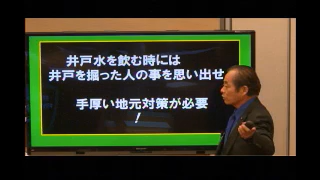 井戸水を飲む時には
井戸を掘った人の事を思い出せ
手厚い地元対策が必要
！